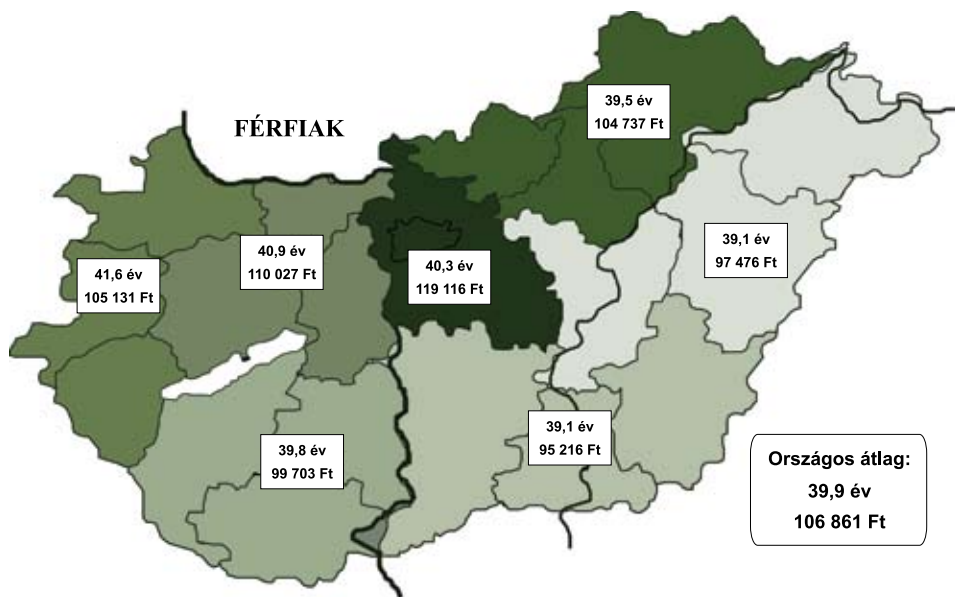 FÉRFIAK
39,5 év
104 737 Ft
39,1 év
97 476 Ft
40,9 év
110 027 Ft
40,3 év
119 116 Ft
41,6 év
105 131 Ft
39,1 év
95 216 Ft
39,8 év
99 703 Ft
Országos átlag:
39,9 év
106 861 Ft